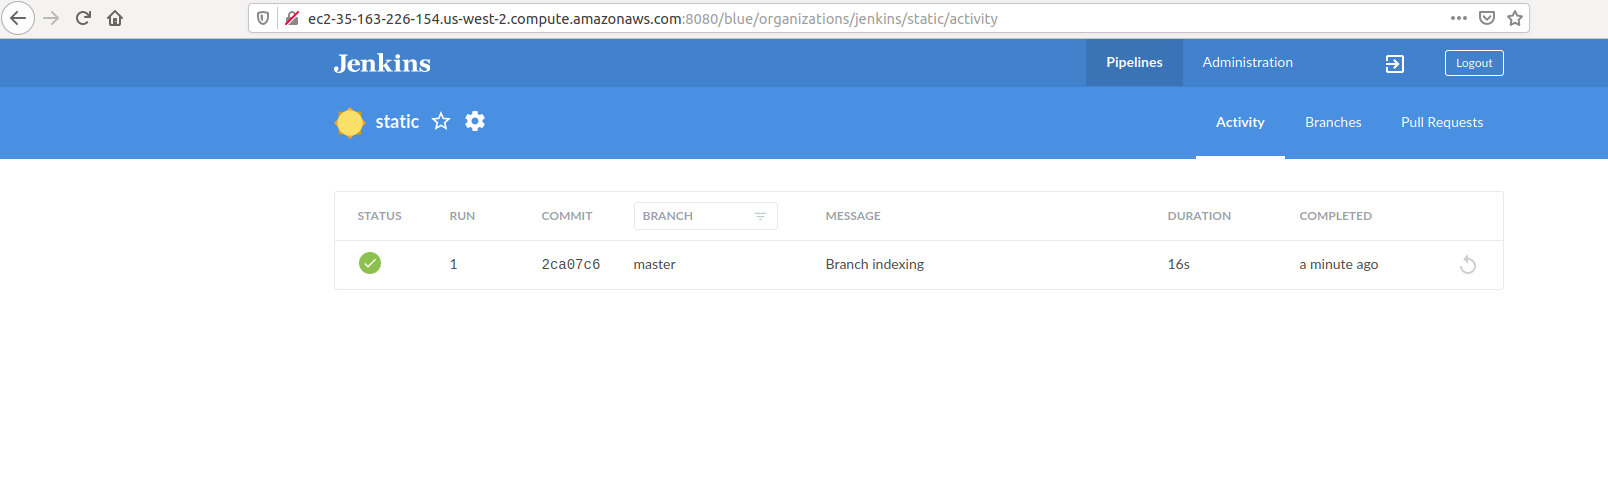 ec2-35-163-226-154.us-west-2.compute.amazonaws.com:8080/blue/organizations/jenkins/static/activity
Jenkins Pipelines Administration Logout
static Activity Branches Pull Requests
STATUS RUN COMMIT BRANCH MESSAGE DURATION COMPLETED
1 2ca07c6 master Branch indexing 16s a minute ago